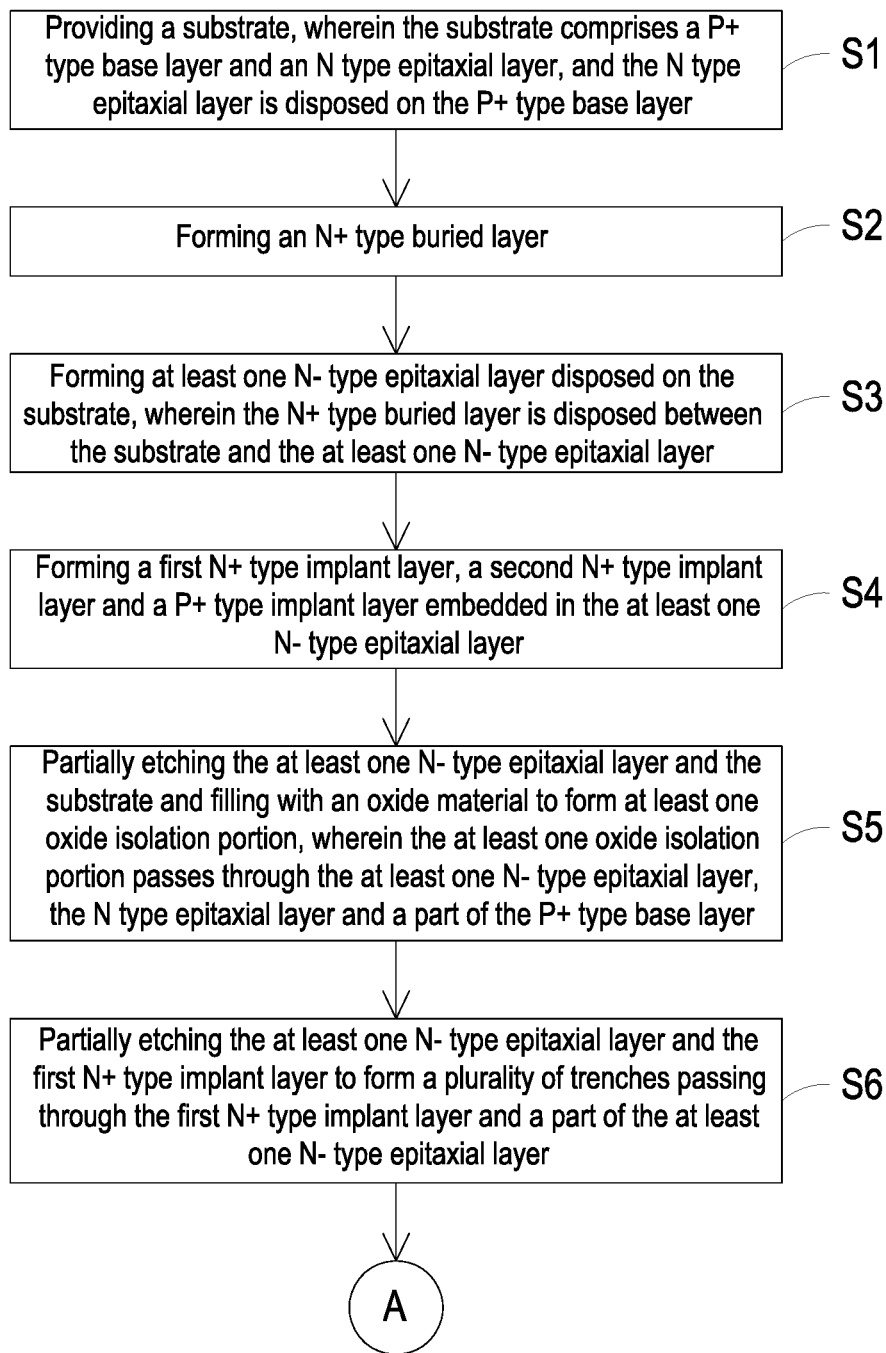 Providing a substrate, wherein the substrate comprises a P+
type base layer and an N type epitaxial layer, and the N type
epitaxial layer is disposed on the P+ type base layer
S1
Forming an N+ type buried layer
S2
Forming at least one N- type epitaxial layer disposed on the
substrate, wherein the N+ type buried layer is disposed between
the substrate and the at least one N- type epitaxial layer
S3
Forming a first N+ type implant layer, a second N+ type implant
layer and a P+ type implant layer embedded in the at least one
N- type epitaxial layer
S4
Partially etching the at least one N- type epitaxial layer and the
substrate and filling with an oxide material to form at least one
oxide isolation portion, wherein the at least one oxide isolation
portion passes through the at least one N- type epitaxial layer,
the N type epitaxial layer and a part of the P+ type base layer
S5
Partially etching the at least one N- type epitaxial layer and the
first N+ type implant layer to form a plurality of trenches passing
through the first N+ type implant layer and a part of the at least
one N- type epitaxial layer
S6
A